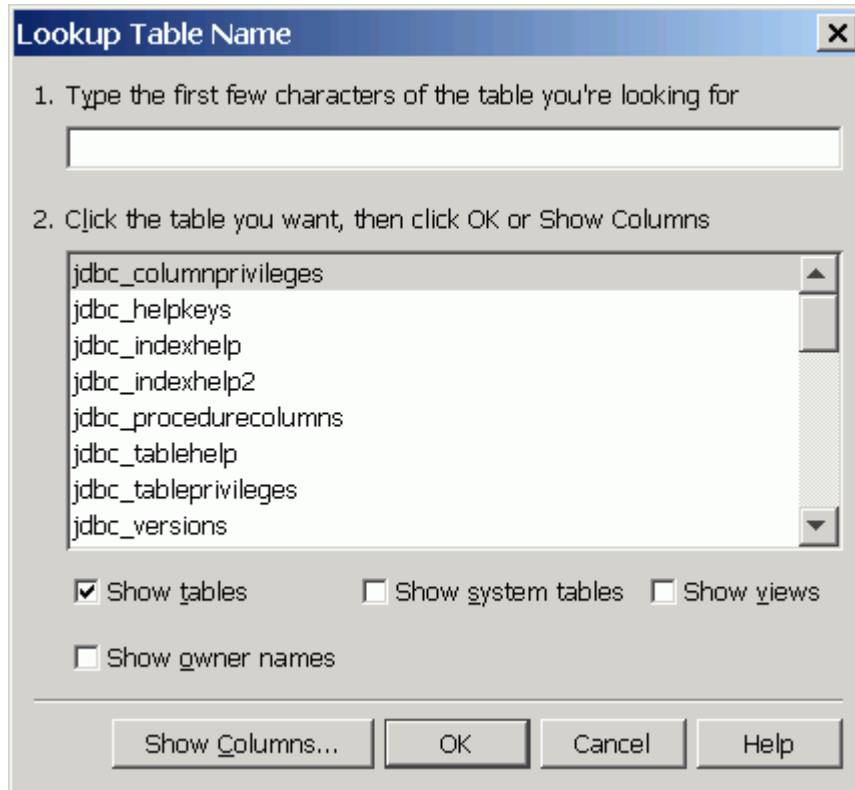 Lookup Table Name
1. Type the first few characters of the table you're looking for
2. Click the table you want, then click OK or Show Columns
jdbc_columnprivileges
jdbc_helpkeys
jdbc_indexhelp
jdbc_indexhelp2
jdbc_procedurecolumns
jdbc_tablehelp
jdbc_tableprivileges
jdbc_versions
Show tables Show system tables Show views
Show owner names
Show Columns... OK Cancel Help